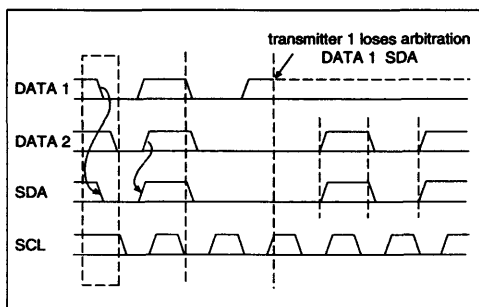 transmitter 1 loses arbitration
DATA 1 SDA
DATA 1
DATA 2
SDA
SCL